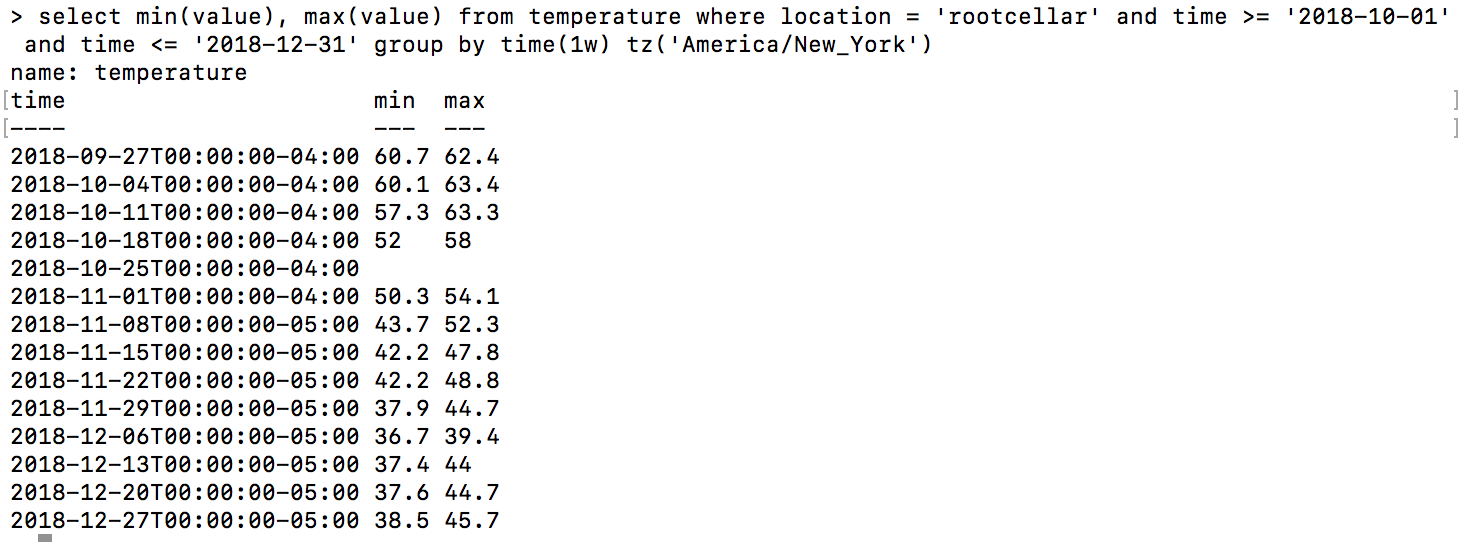 > select min(value), max(value) from temperature where location = 'rootcellar' and time >= '2018-10-01'
 and time <= '2018-12-31' group by time(1w) tz('America/New_York')
name: temperature
[time                      min  max ]
[----                      ---  --- ]
2018-09-27T00:00:00-04:00 60.7 62.4
2018-10-04T00:00:00-04:00 60.1 63.4
2018-10-11T00:00:00-04:00 57.3 63.3
2018-10-18T00:00:00-04:00 52   58
2018-10-25T00:00:00-04:00
2018-11-01T00:00:00-04:00 50.3 54.1
2018-11-08T00:00:00-05:00 43.7 52.3
2018-11-15T00:00:00-05:00 42.2 47.8
2018-11-22T00:00:00-05:00 42.2 48.8
2018-11-29T00:00:00-05:00 37.9 44.7
2018-12-06T00:00:00-05:00 36.7 39.4
2018-12-13T00:00:00-05:00 37.4 44
2018-12-20T00:00:00-05:00 37.6 44.7
2018-12-27T00:00:00-05:00 38.5 45.7